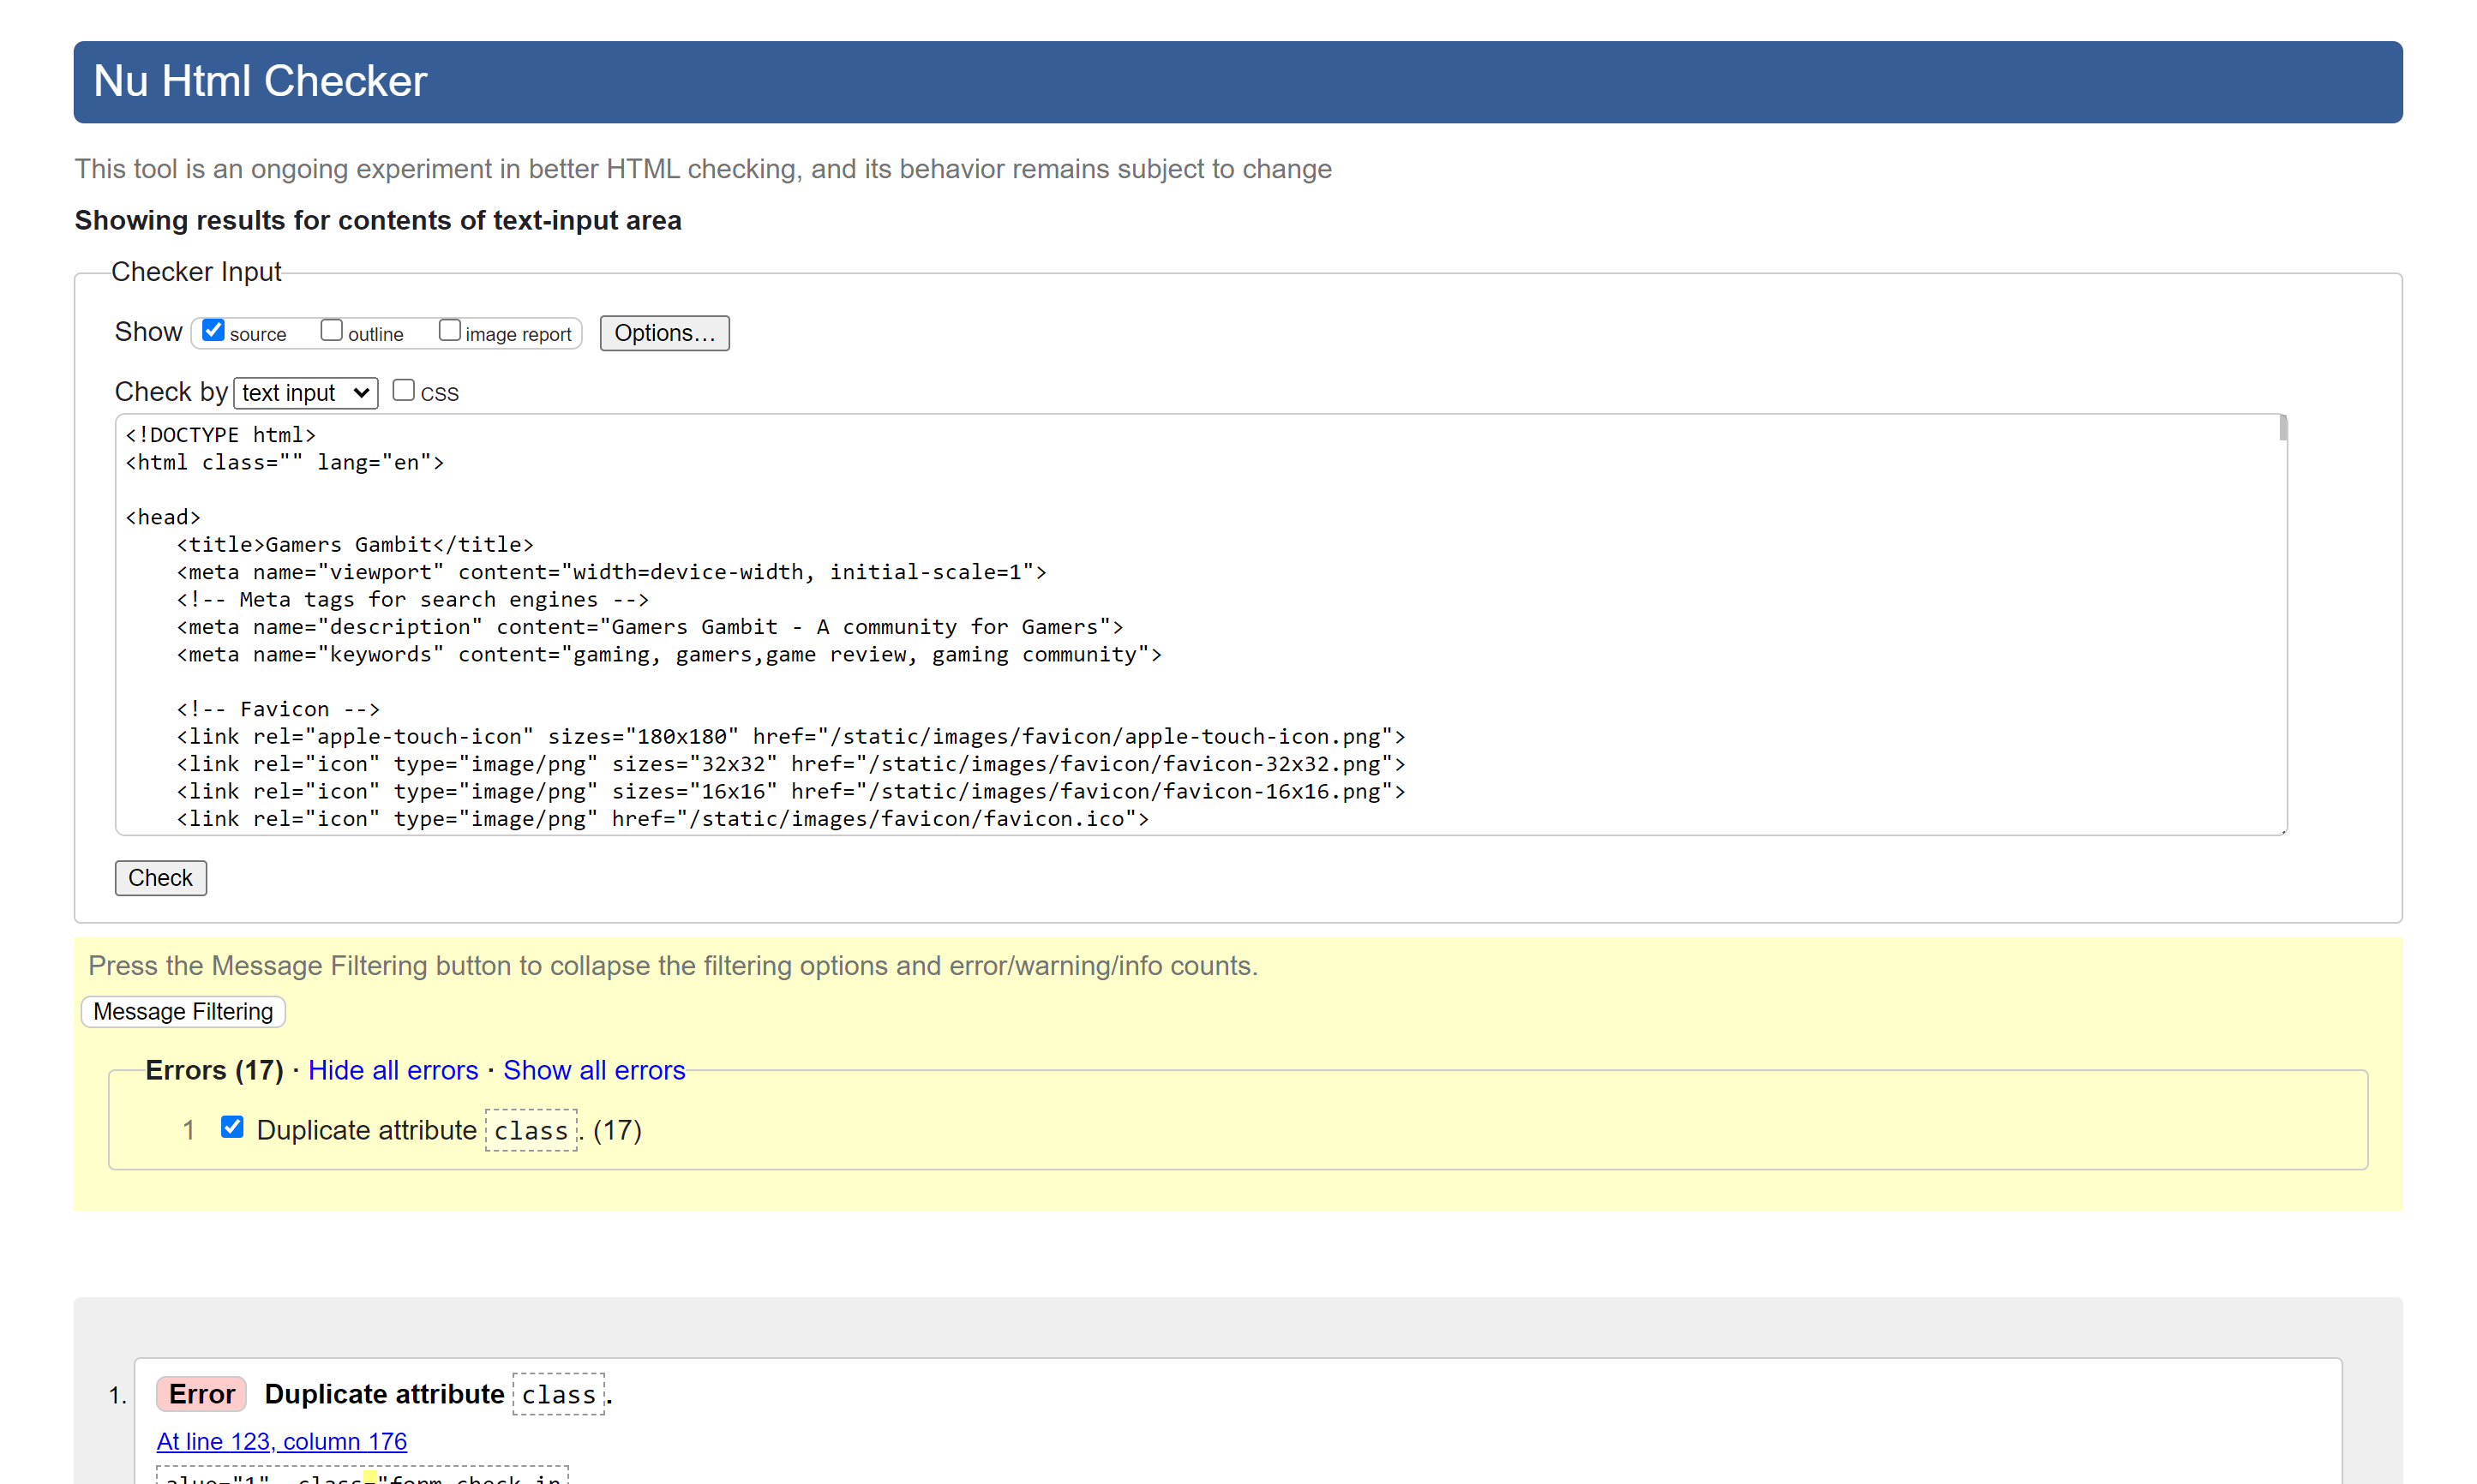 Nu Html Checker
This tool is an ongoing experiment in better HTML checking, and its behavior remains subject to change
Showing results for contents of text-input area
Checker Input
Show source outline image report Options...
Check by text input CSS
<!DOCTYPE html>
<html class="" lang="en">
<head>
    <title>Gamers Gambit</title>
    <meta name="viewport" content="width=device-width, initial-scale=1">
    <!-- Meta tags for search engines -->
    <meta name="description" content="Gamers Gambit - A community for Gamers">
    <meta name="keywords" content="gaming, gamers,game review, gaming community">
    <!-- Favicon -->
    <link rel="apple-touch-icon" sizes="180x180" href="/static/images/favicon/apple-touch-icon.png">
    <link rel="icon" type="image/png" sizes="32x32" href="/static/images/favicon/favicon-32x32.png">
    <link rel="icon" type="image/png" sizes="16x16" href="/static/images/favicon/favicon-16x16.png">
    <link rel="icon" type="image/png" href="/static/images/favicon/favicon.ico">
Check
Press the Message Filtering button to collapse the filtering options and error/warning/info counts.
Message Filtering
Errors (17) · Hide all errors · Show all errors
1 Duplicate attribute class. (17)
1. Error Duplicate attribute class.
At line 123, column 176
alue="1" class="form-check-in